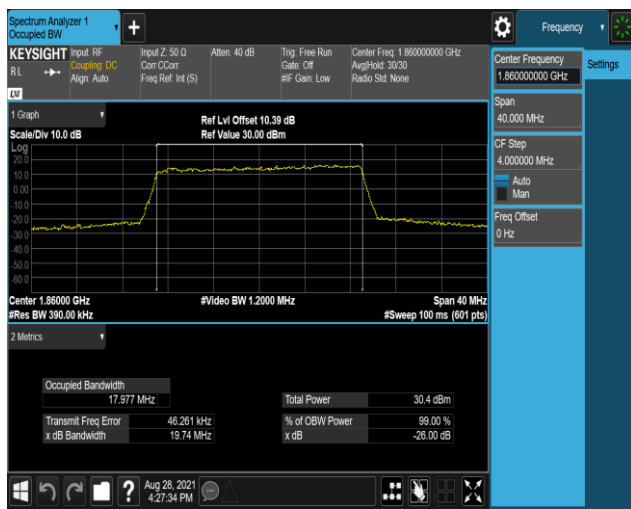 Spectrum Analyzer 1
Occupied BW
+
Frequency
KEYSIGHT
R L
LXI
Input: RF
Coupling: DC
Align: Auto
Input Z: 50 Ω
Corr CCorr
Freq Ref: Int (S)
Atten: 40 dB
Trig: Free Run
Gate: Off
#IF Gain: Low
Center Freq: 1.860000000 GHz
Avg|Hold: 30/30
Radio Std: None
Center Frequency
1.860000000 GHz
Settings
Span
40.000 MHz
CF Step
4.000000 MHz
Auto
Man
Freq Offset
0 Hz
1 Graph
Scale/Div 10.0 dB
Ref Lvl Offset 10.39 dB
Ref Value 30.00 dBm
Log
20.0
10.0
0.00
-10.0
-20.0
-30.0
-40.0
-50.0
-60.0
Center 1.86000 GHz
#Video BW 1.2000 MHz
Span 40 MHz
#Res BW 390.00 kHz
#Sweep 100 ms (601 pts)
2 Metrics
Occupied Bandwidth
17.977 MHz
Total Power 30.4 dBm
Transmit Freq Error 46.261 kHz
% of OBW Power 99.00 %
x dB Bandwidth 19.74 MHz
x dB -26.00 dB
?
Aug 28, 2021
4:27:34 PM